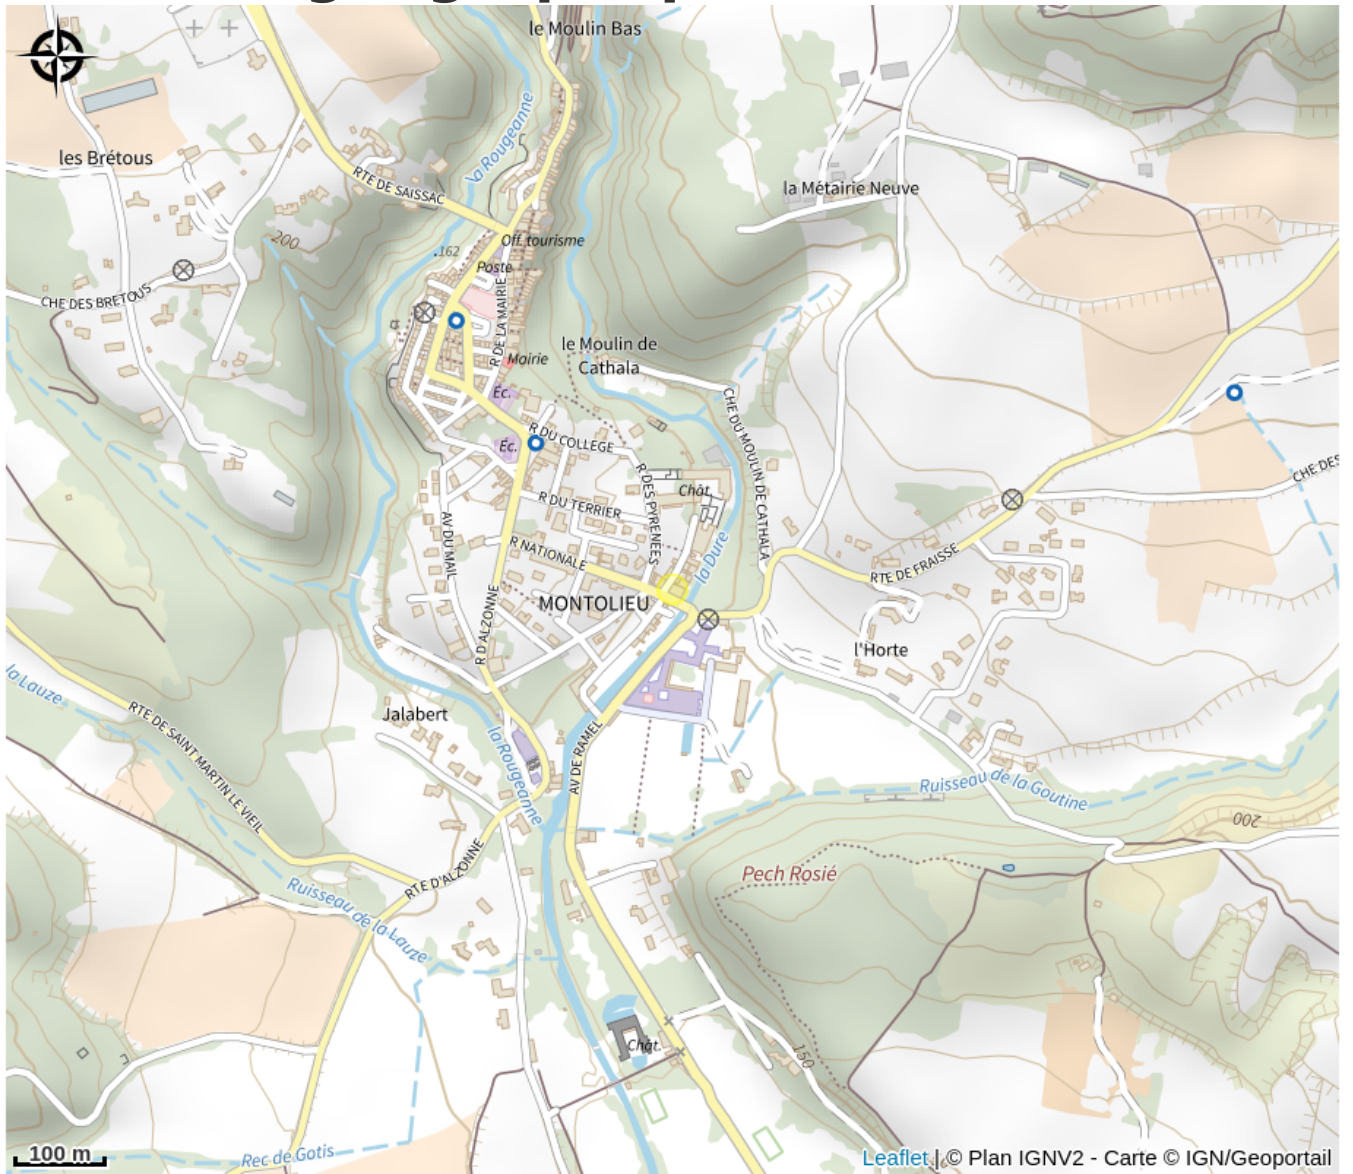 le Moulin Bas
la Rougeanne
les Brétous
RTE DE SAISSAC
la Métairie Neuve
200
.162
Off. tourisme
Poste
CHE DES BRETOUS
R DE LA MAIRIE
le Moulin de
Cathala
Mairie
Éc.
CHE DU MOULIN DE CATHALA
R DU COLLEGE
Éc.
R DES PYRENEES
CHE DES
Chât.
R DU TERRIER
AV DU MAIL
R NATIONALE
la Dure
RTE DE FRAISSE
MONTOLIEU
R D'ALZONNE
l'Horte
la Lauze
RTE DE SAINT MARTIN LE VIEIL
Jalabert
la Rougeanne
AV DE RAMEL
Ruisseau de la Goutine
200
RTE D'ALZONNE
Pech Rosié
Ruisseau de la Lauze
Chât.
150
100 m
Rec de Gotis
Leaflet | © Plan IGNV2 - Carte © IGN/Geoportail